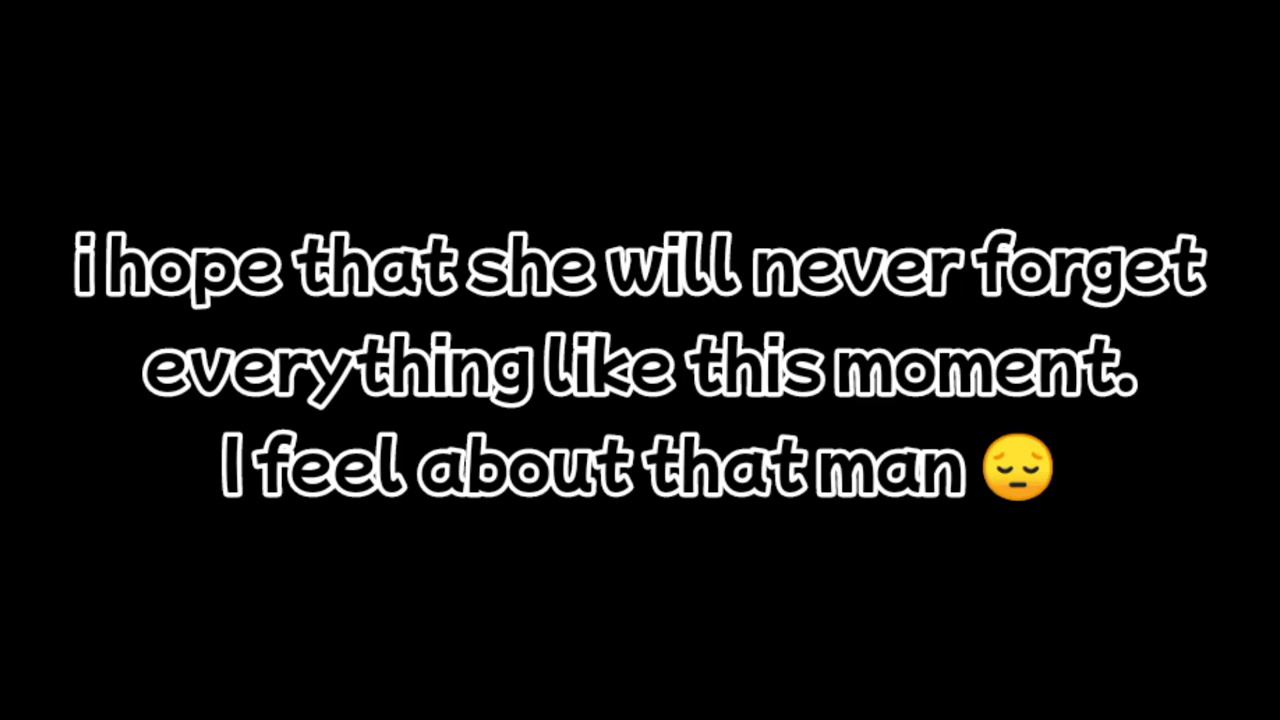 i hope that she will never forget
everything like this moment.
I feel about that man 😔